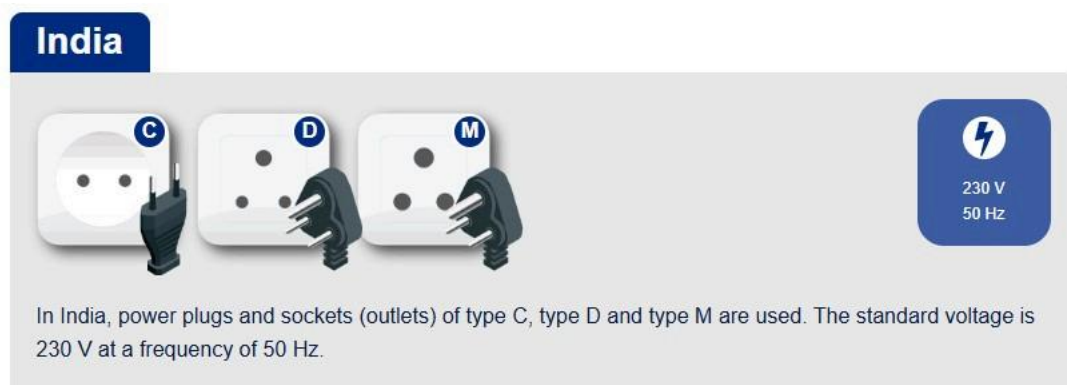 India
C
D
M
230 V
50 Hz
In India, power plugs and sockets (outlets) of type C, type D and type M are used. The standard voltage is
230 V at a frequency of 50 Hz.